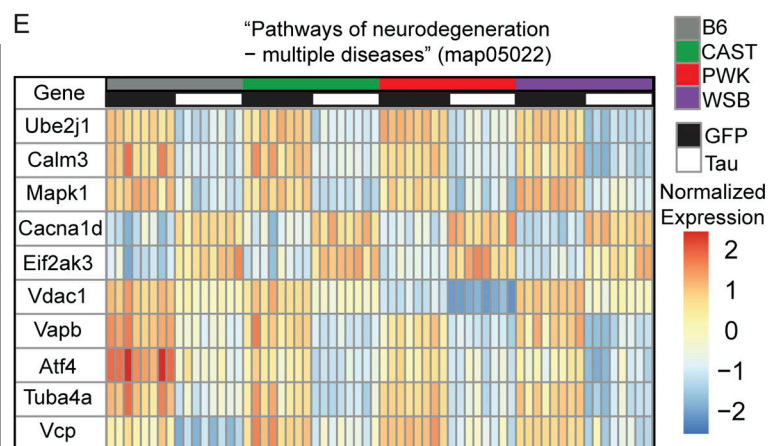 E
“Pathways of neurodegeneration
– multiple diseases” (map05022)
B6
CAST
PWK
WSB
GFP
Tau
Normalized
Expression
2
1
0
−1
−2
Gene
Ube2j1
Calm3
Mapk1
Cacna1d
Eif2ak3
Vdac1
Vapb
Atf4
Tuba4a
Vcp